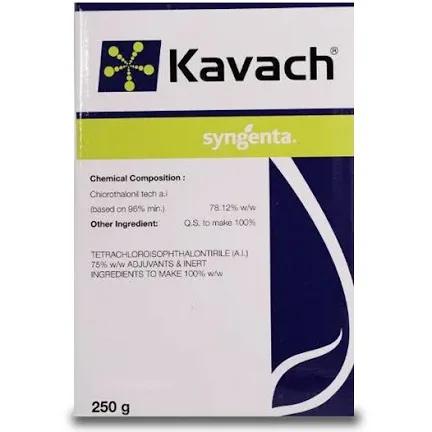 Kavach®
syngenta®
Chemical Composition :
Chlorothalonil tech a.i
(based on 96% min.) 78.12% w/w
Other Ingredient: Q.S. to make 100%
TETRACHLOROISOPHTHALONTIRILE (A.I.)
75% w/w ADJUVANTS & INERT
INGREDIENTS TO MAKE 100% w/w
250 g